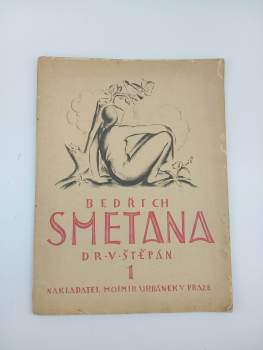 BEDŘICH
SMETANA
DR·V·ŠTĚPÁN
1
NAKLADATEL MOJMÍR URBÁNEK V PRAZE